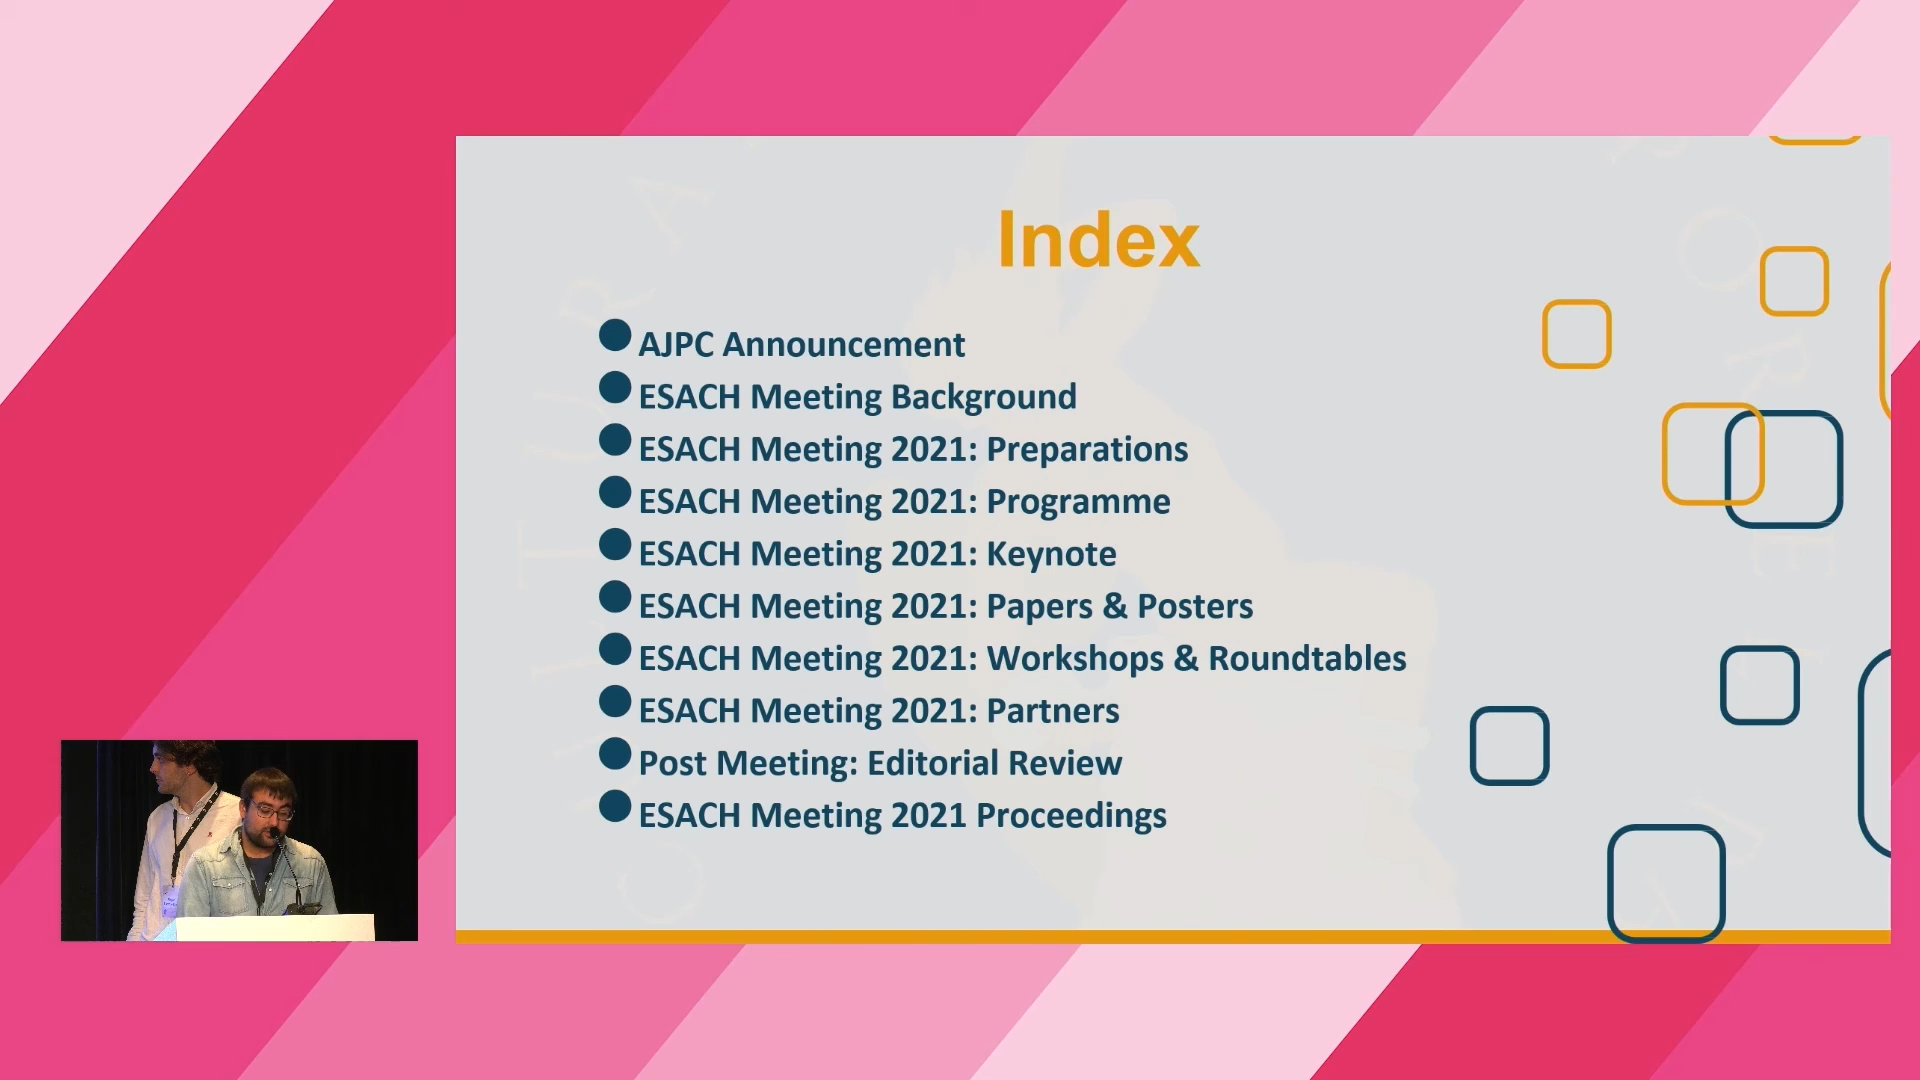 Index
AJPC Announcement
ESACH Meeting Background
ESACH Meeting 2021: Preparations
ESACH Meeting 2021: Programme
ESACH Meeting 2021: Keynote
ESACH Meeting 2021: Papers & Posters
ESACH Meeting 2021: Workshops & Roundtables
ESACH Meeting 2021: Partners
Post Meeting: Editorial Review
ESACH Meeting 2021 Proceedings